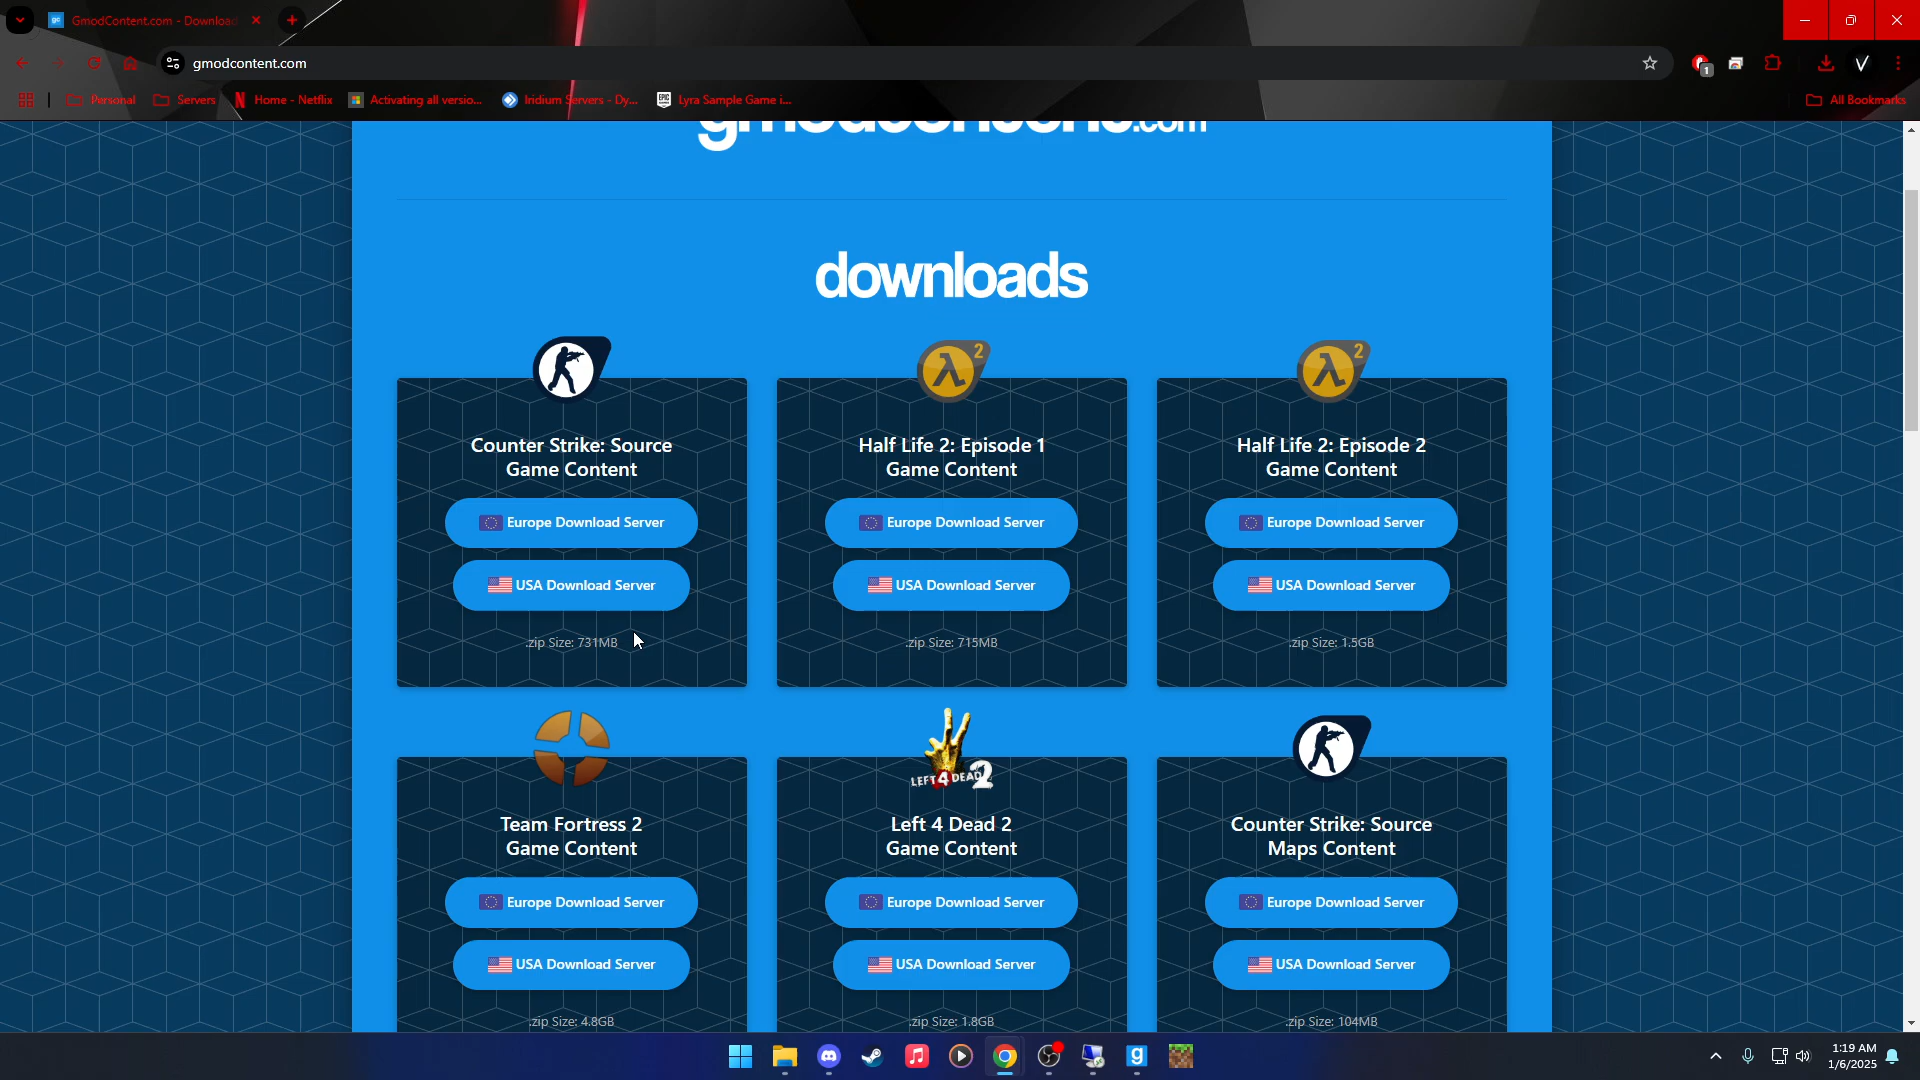 GmodContent.com - Download
gmodcontent.com
1
Personal
Servers
Home - Netflix
Activating all versio...
Iridium Servers - Dy...
Lyra Sample Game i...
All Bookmarks
gmodcontent.com
downloads
Counter Strike: Source
Game Content
Europe Download Server
USA Download Server
.zip Size: 731MB
Half Life 2: Episode 1
Game Content
Europe Download Server
USA Download Server
.zip Size: 715MB
Half Life 2: Episode 2
Game Content
Europe Download Server
USA Download Server
.zip Size: 1.5GB
Team Fortress 2
Game Content
Europe Download Server
USA Download Server
.zip Size: 4.8GB
LEFT 4 DEAD 2
Left 4 Dead 2
Game Content
Europe Download Server
USA Download Server
.zip Size: 1.8GB
Counter Strike: Source
Maps Content
Europe Download Server
USA Download Server
.zip Size: 104MB
1:19 AM
1/6/2025